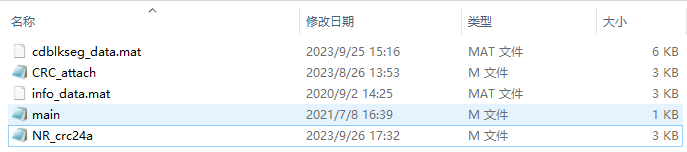 名称 修改日期 类型 大小
cdblkseg_data.mat 2023/9/25 15:16 MAT 文件 6 KB
CRC_attach 2023/8/26 13:53 M 文件 3 KB
info_data.mat 2020/9/2 14:25 MAT 文件 3 KB
main 2021/7/8 16:39 M 文件 1 KB
NR_crc24a 2023/9/26 17:32 M 文件 3 KB